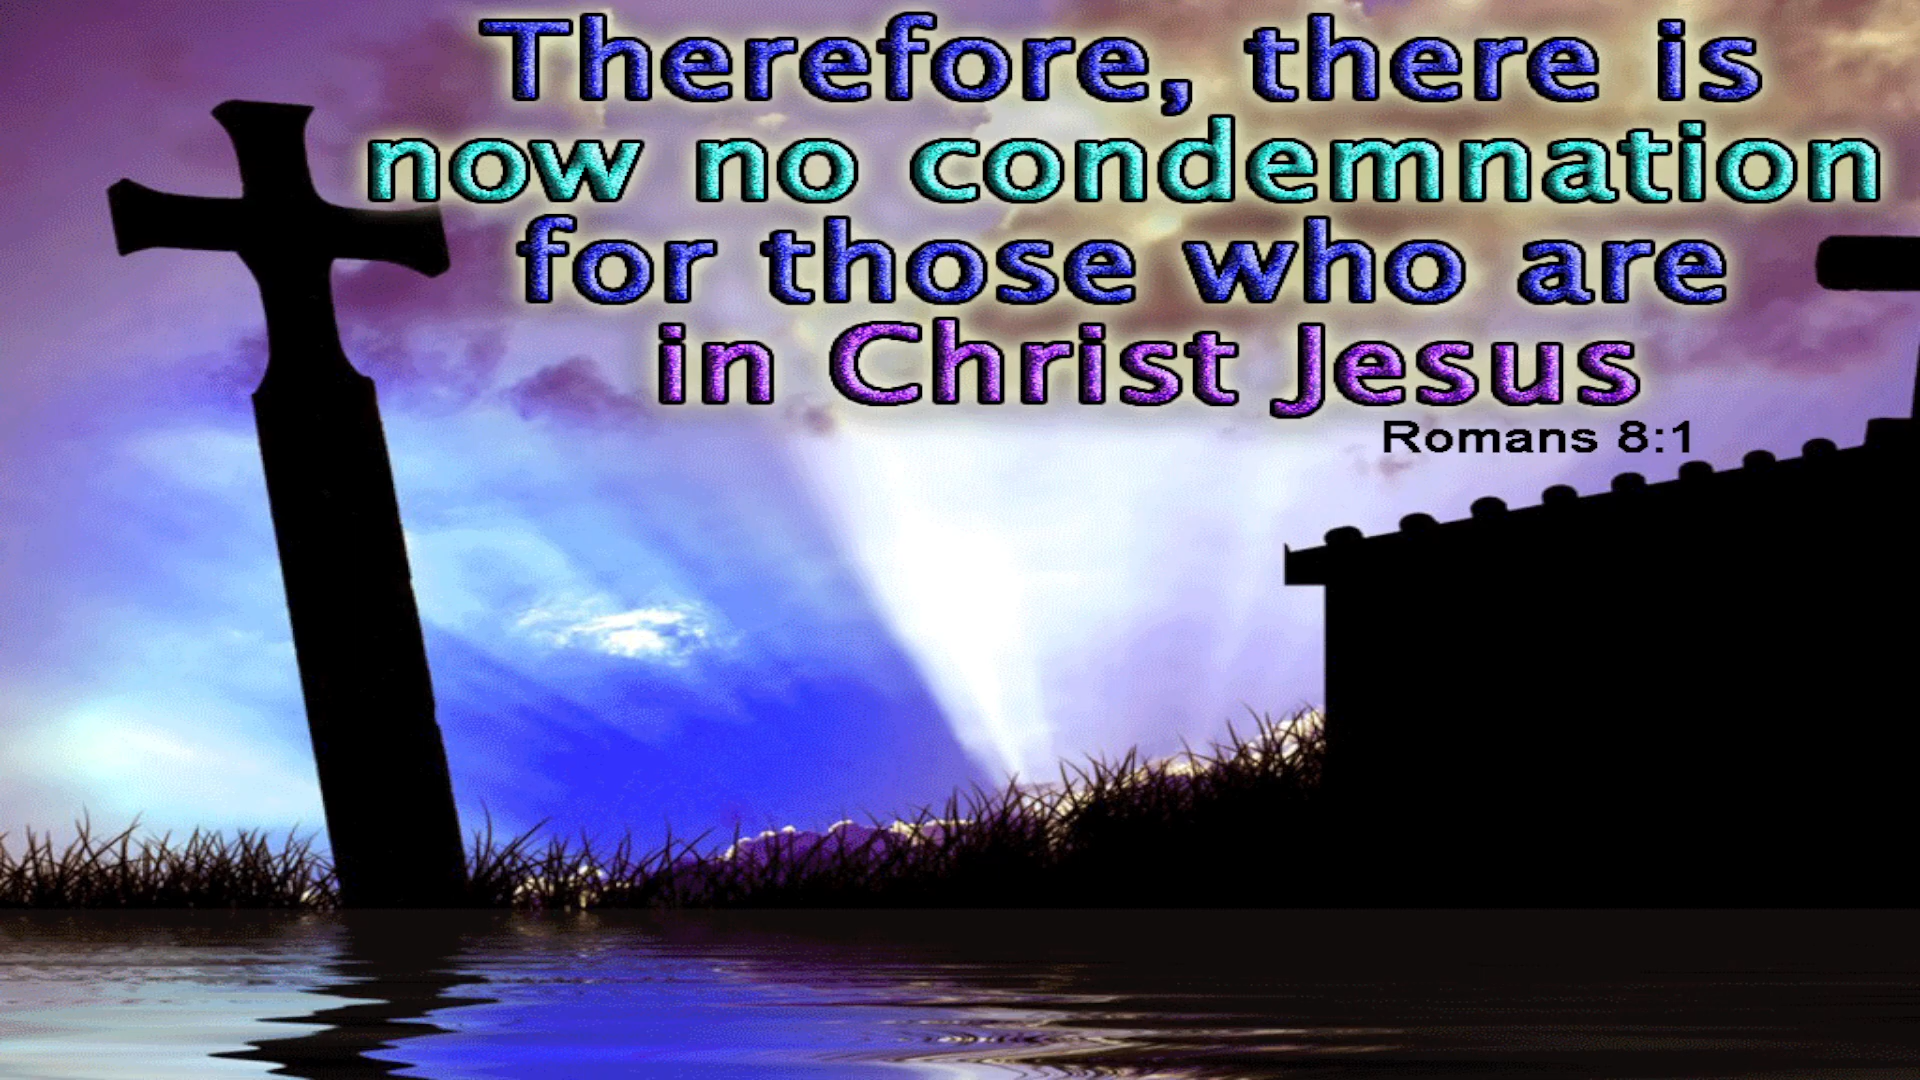 Therefore, there is
now no condemnation
for those who are
in Christ Jesus
Romans 8:1